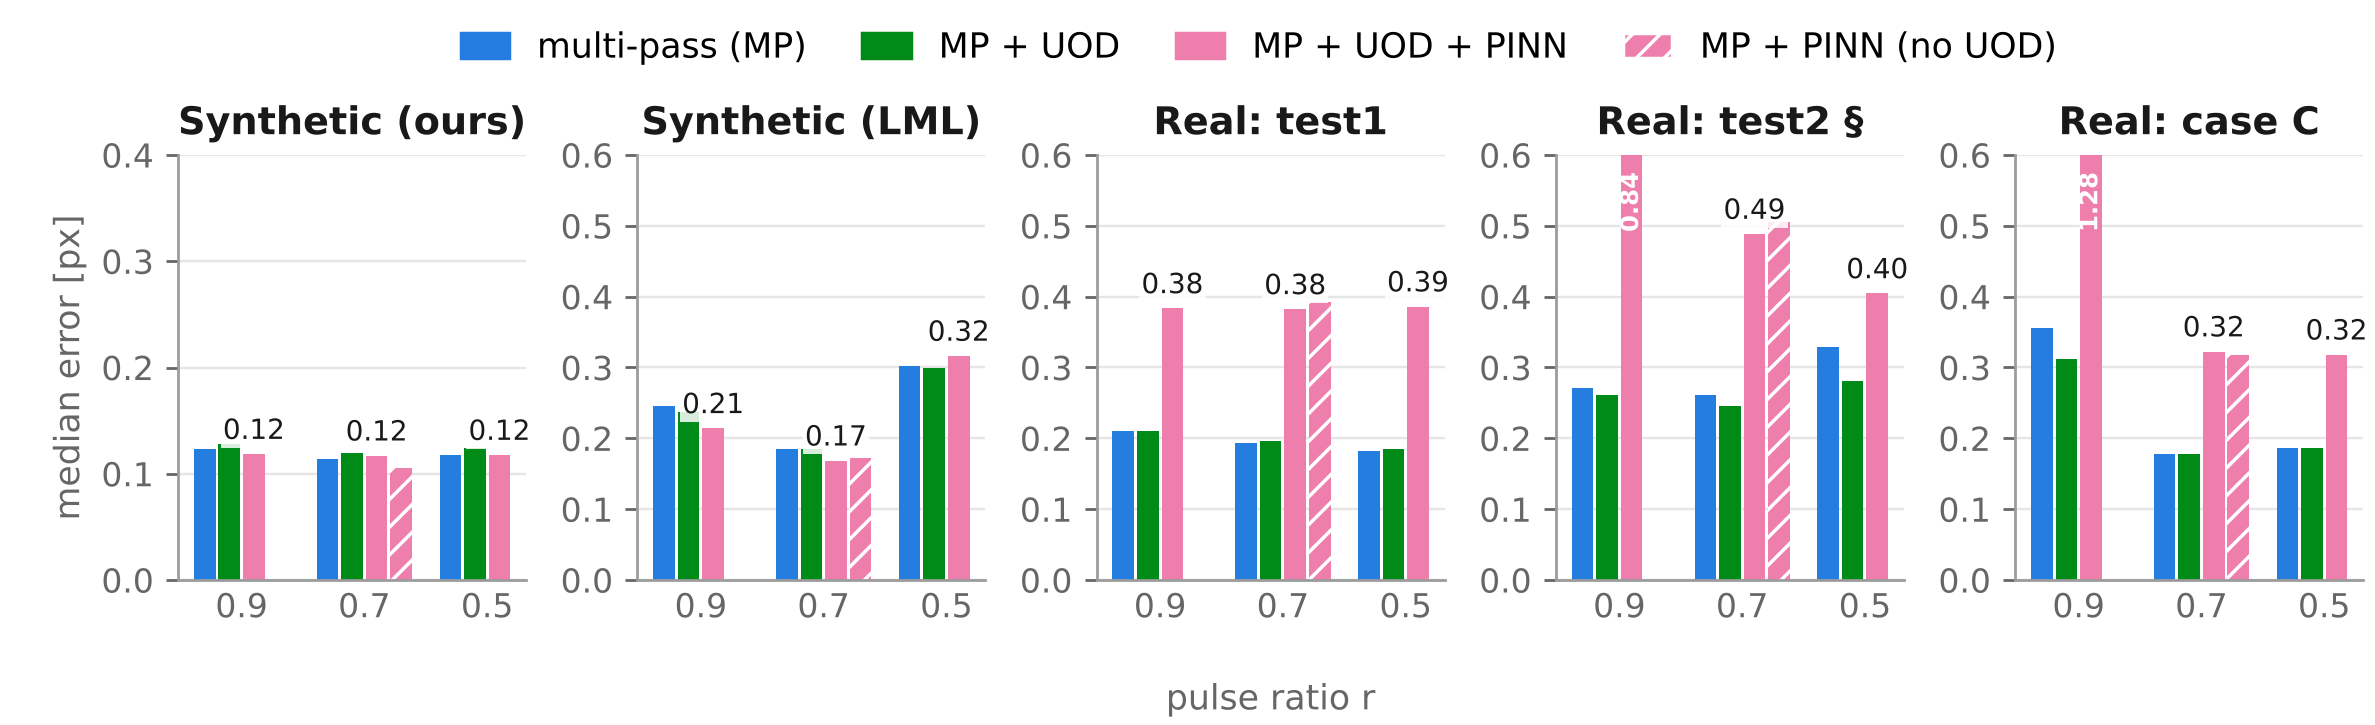 multi-pass (MP) MP + UOD MP + UOD + PINN MP + PINN (no UOD)
Synthetic (ours) Synthetic (LML) Real: test1 Real: test2 § Real: case C
median error [px]
0.4
0.3
0.2
0.1
0.0
0.12 0.12 0.12
0.9 0.7 0.5
0.6
0.5
0.4
0.3
0.2
0.1
0.0
0.21 0.17 0.32
0.9 0.7 0.5
0.6
0.5
0.4
0.3
0.2
0.1
0.0
0.38 0.38 0.39
0.9 0.7 0.5
0.6
0.5
0.4
0.3
0.2
0.1
0.0
0.84 0.49 0.40
0.9 0.7 0.5
0.6
0.5
0.4
0.3
0.2
0.1
0.0
1.28 0.32 0.32
0.9 0.7 0.5
pulse ratio r